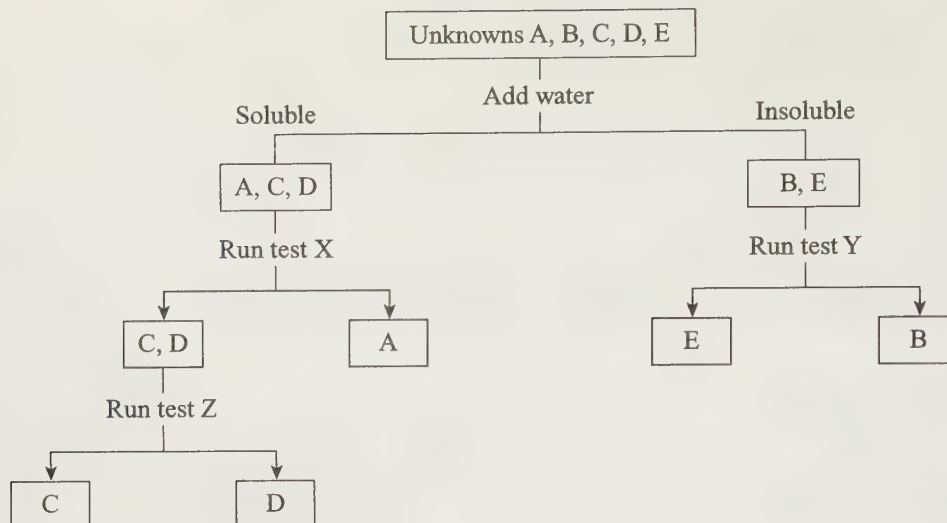 Unknowns A, B, C, D, E
Add water
Soluble
Insoluble
A, C, D
B, E
Run test X
Run test Y
C, D
A
E
B
Run test Z
C
D